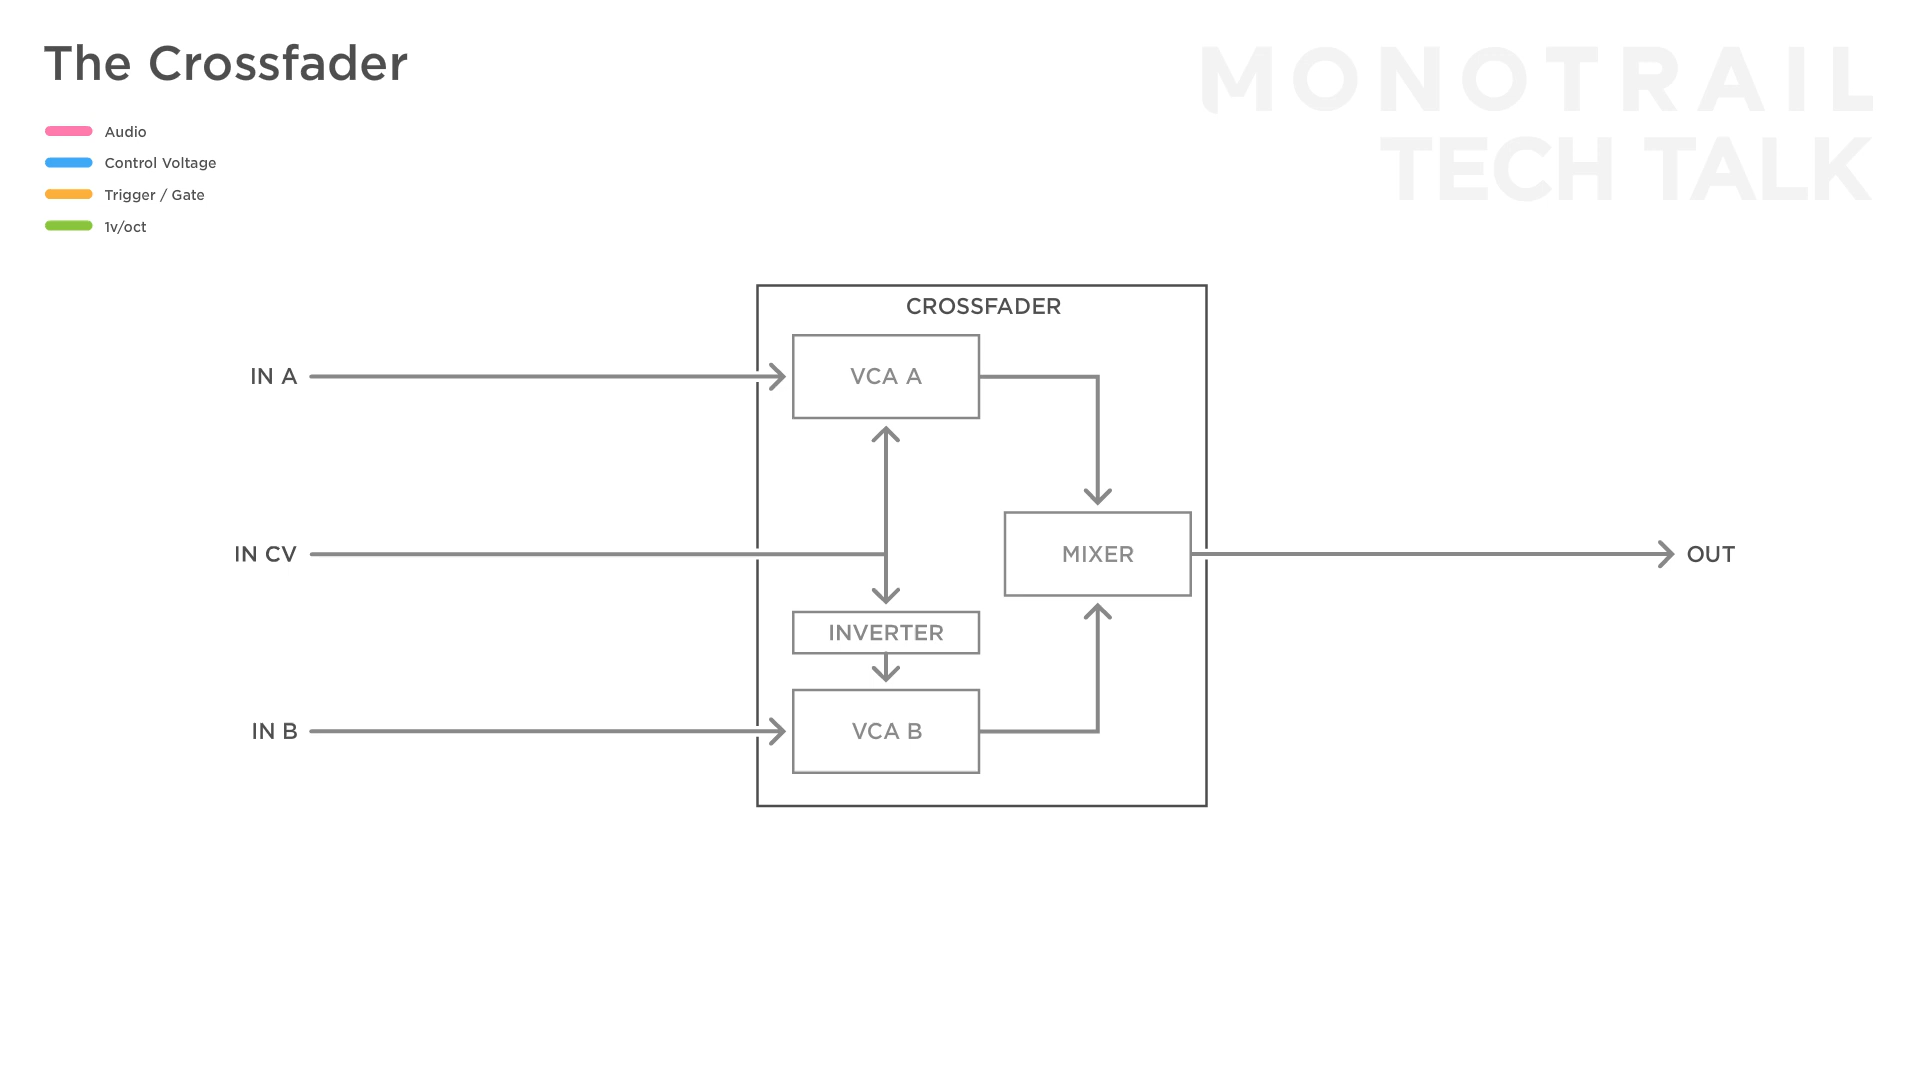 The Crossfader
MONOTRAIL
TECH TALK
Audio
Control Voltage
Trigger / Gate
1v/oct
CROSSFADER
IN A
VCA A
IN CV
MIXER
OUT
INVERTER
IN B
VCA B